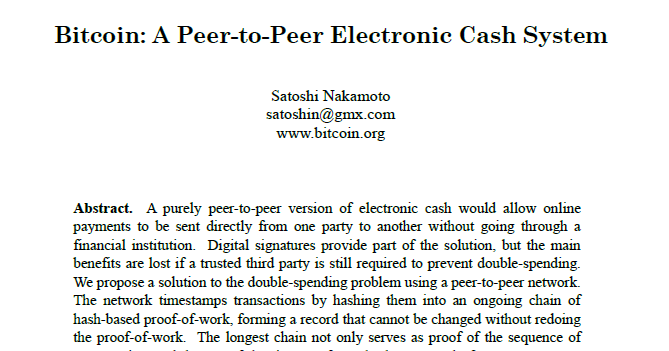 Bitcoin: A Peer-to-Peer Electronic Cash System
Satoshi Nakamoto
satoshin@gmx.com
www.bitcoin.org
Abstract. A purely peer-to-peer version of electronic cash would allow online
payments to be sent directly from one party to another without going through a
financial institution. Digital signatures provide part of the solution, but the main
benefits are lost if a trusted third party is still required to prevent double-spending.
We propose a solution to the double-spending problem using a peer-to-peer network.
The network timestamps transactions by hashing them into an ongoing chain of
hash-based proof-of-work, forming a record that cannot be changed without redoing
the proof-of-work. The longest chain not only serves as proof of the sequence of